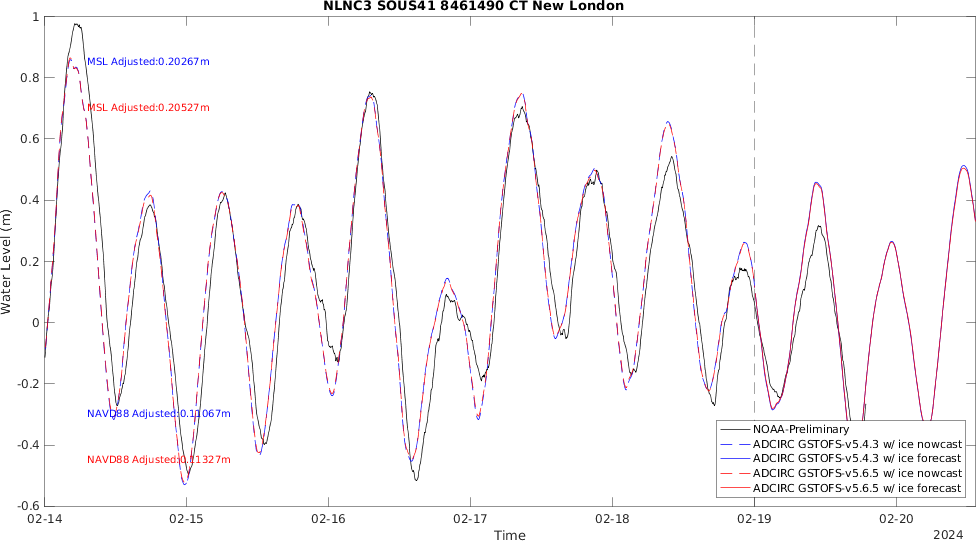 NLNC3 SOUS41 8461490 CT New London
1
0.8
0.6
0.4
0.2
0
-0.2
-0.4
-0.6
Water Level (m)
MSL Adjusted:0.20267m
MSL Adjusted:0.20527m
NAVD88 Adjusted:0.11067m
NAVD88 Adjusted:0.11327m
NOAA-Preliminary
ADCIRC GSTOFS-v5.4.3 w/ ice nowcast
ADCIRC GSTOFS-v5.4.3 w/ ice forecast
ADCIRC GSTOFS-v5.6.5 w/ ice nowcast
ADCIRC GSTOFS-v5.6.5 w/ ice forecast
02-14 02-15 02-16 02-17 02-18 02-19 02-20
Time
2024